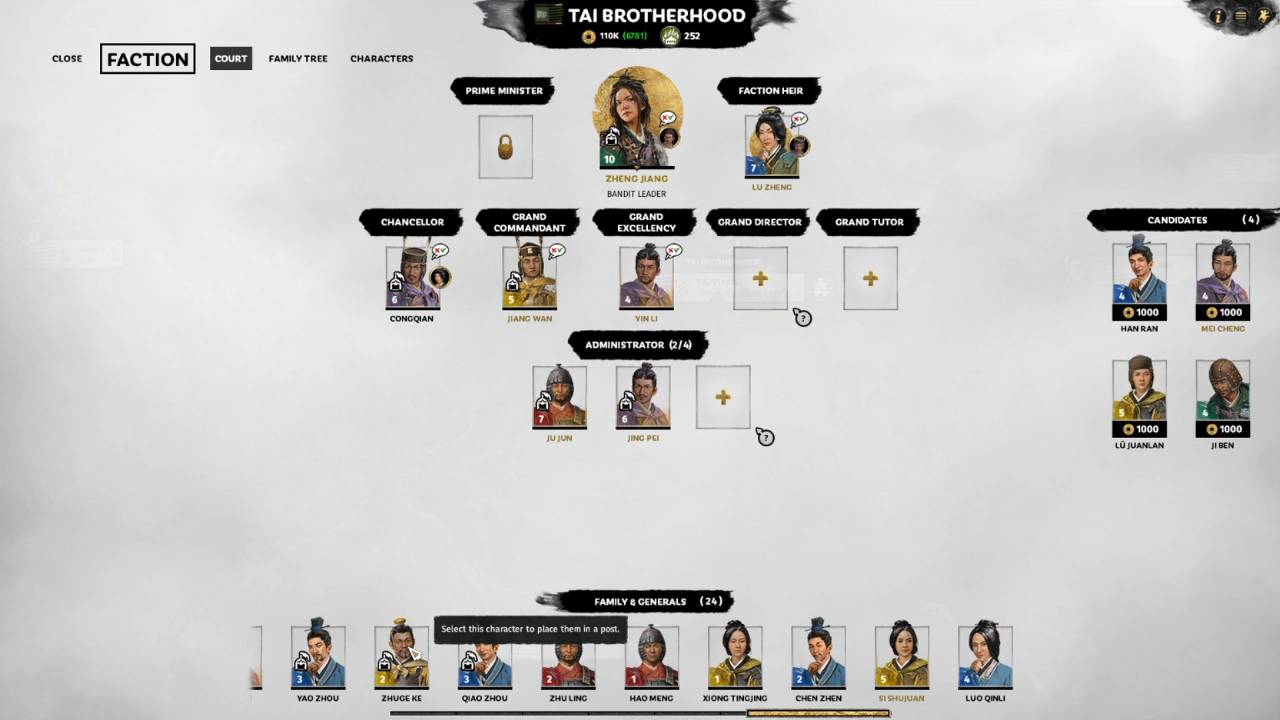 TAI BROTHERHOOD
110K (6781) 252
CLOSE FACTION COURT FAMILY TREE CHARACTERS
PRIME MINISTER
FACTION HEIR
10
7
ZHENG JIANG
BANDIT LEADER
LU ZHENG
CHANCELLOR
GRAND COMMANDANT
GRAND EXCELLENCY
GRAND DIRECTOR
GRAND TUTOR
6
5
4
?
CONGQIAN
JIANG WAN
YIN LI
ADMINISTRATOR (2/4)
7
6
?
JU JUN
JING PEI
CANDIDATES (4)
4
4
1000
1000
HAN RAN
MEI CHENG
5
4
1000
1000
LÜ JUANLAN
JI BEN
FAMILY & GENERALS (24)
Select this character to place them in a post.
3
2
3
2
1
1
2
5
4
YAO ZHOU
ZHUGE KE
QIAO ZHOU
ZHU LING
HAO MENG
XIONG TINGJING
CHEN ZHEN
SI SHUJUAN
LUO QINLI